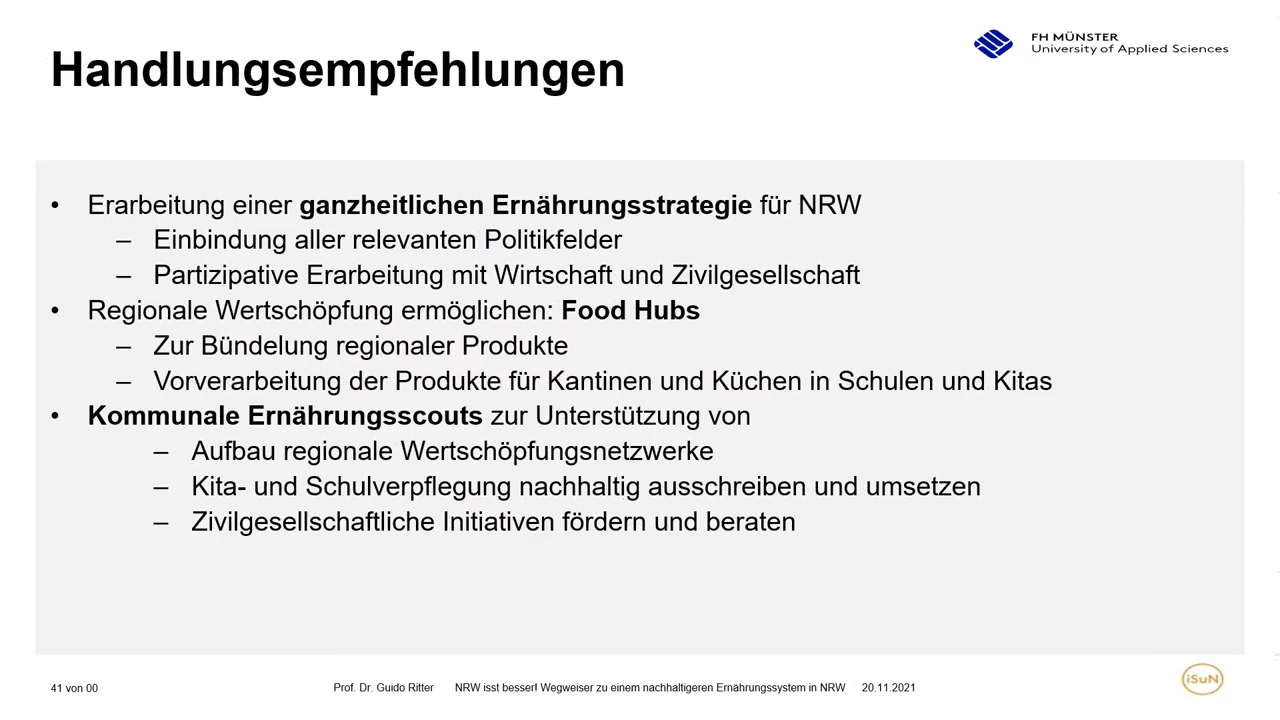 FH MÜNSTER
University of Applied Sciences
Handlungsempfehlungen
• Erarbeitung einer ganzheitlichen Ernährungsstrategie für NRW
– Einbindung aller relevanten Politikfelder
– Partizipative Erarbeitung mit Wirtschaft und Zivilgesellschaft
• Regionale Wertschöpfung ermöglichen: Food Hubs
– Zur Bündelung regionaler Produkte
– Vorverarbeitung der Produkte für Kantinen und Küchen in Schulen und Kitas
• Kommunale Ernährungsscouts zur Unterstützung von
– Aufbau regionale Wertschöpfungsnetzwerke
– Kita- und Schulverpflegung nachhaltig ausschreiben und umsetzen
– Zivilgesellschaftliche Initiativen fördern und beraten
41 von 00 Prof. Dr. Guido Ritter NRW isst besser! Wegweiser zu einem nachhaltigeren Ernährungssystem in NRW 20.11.2021
iSuN